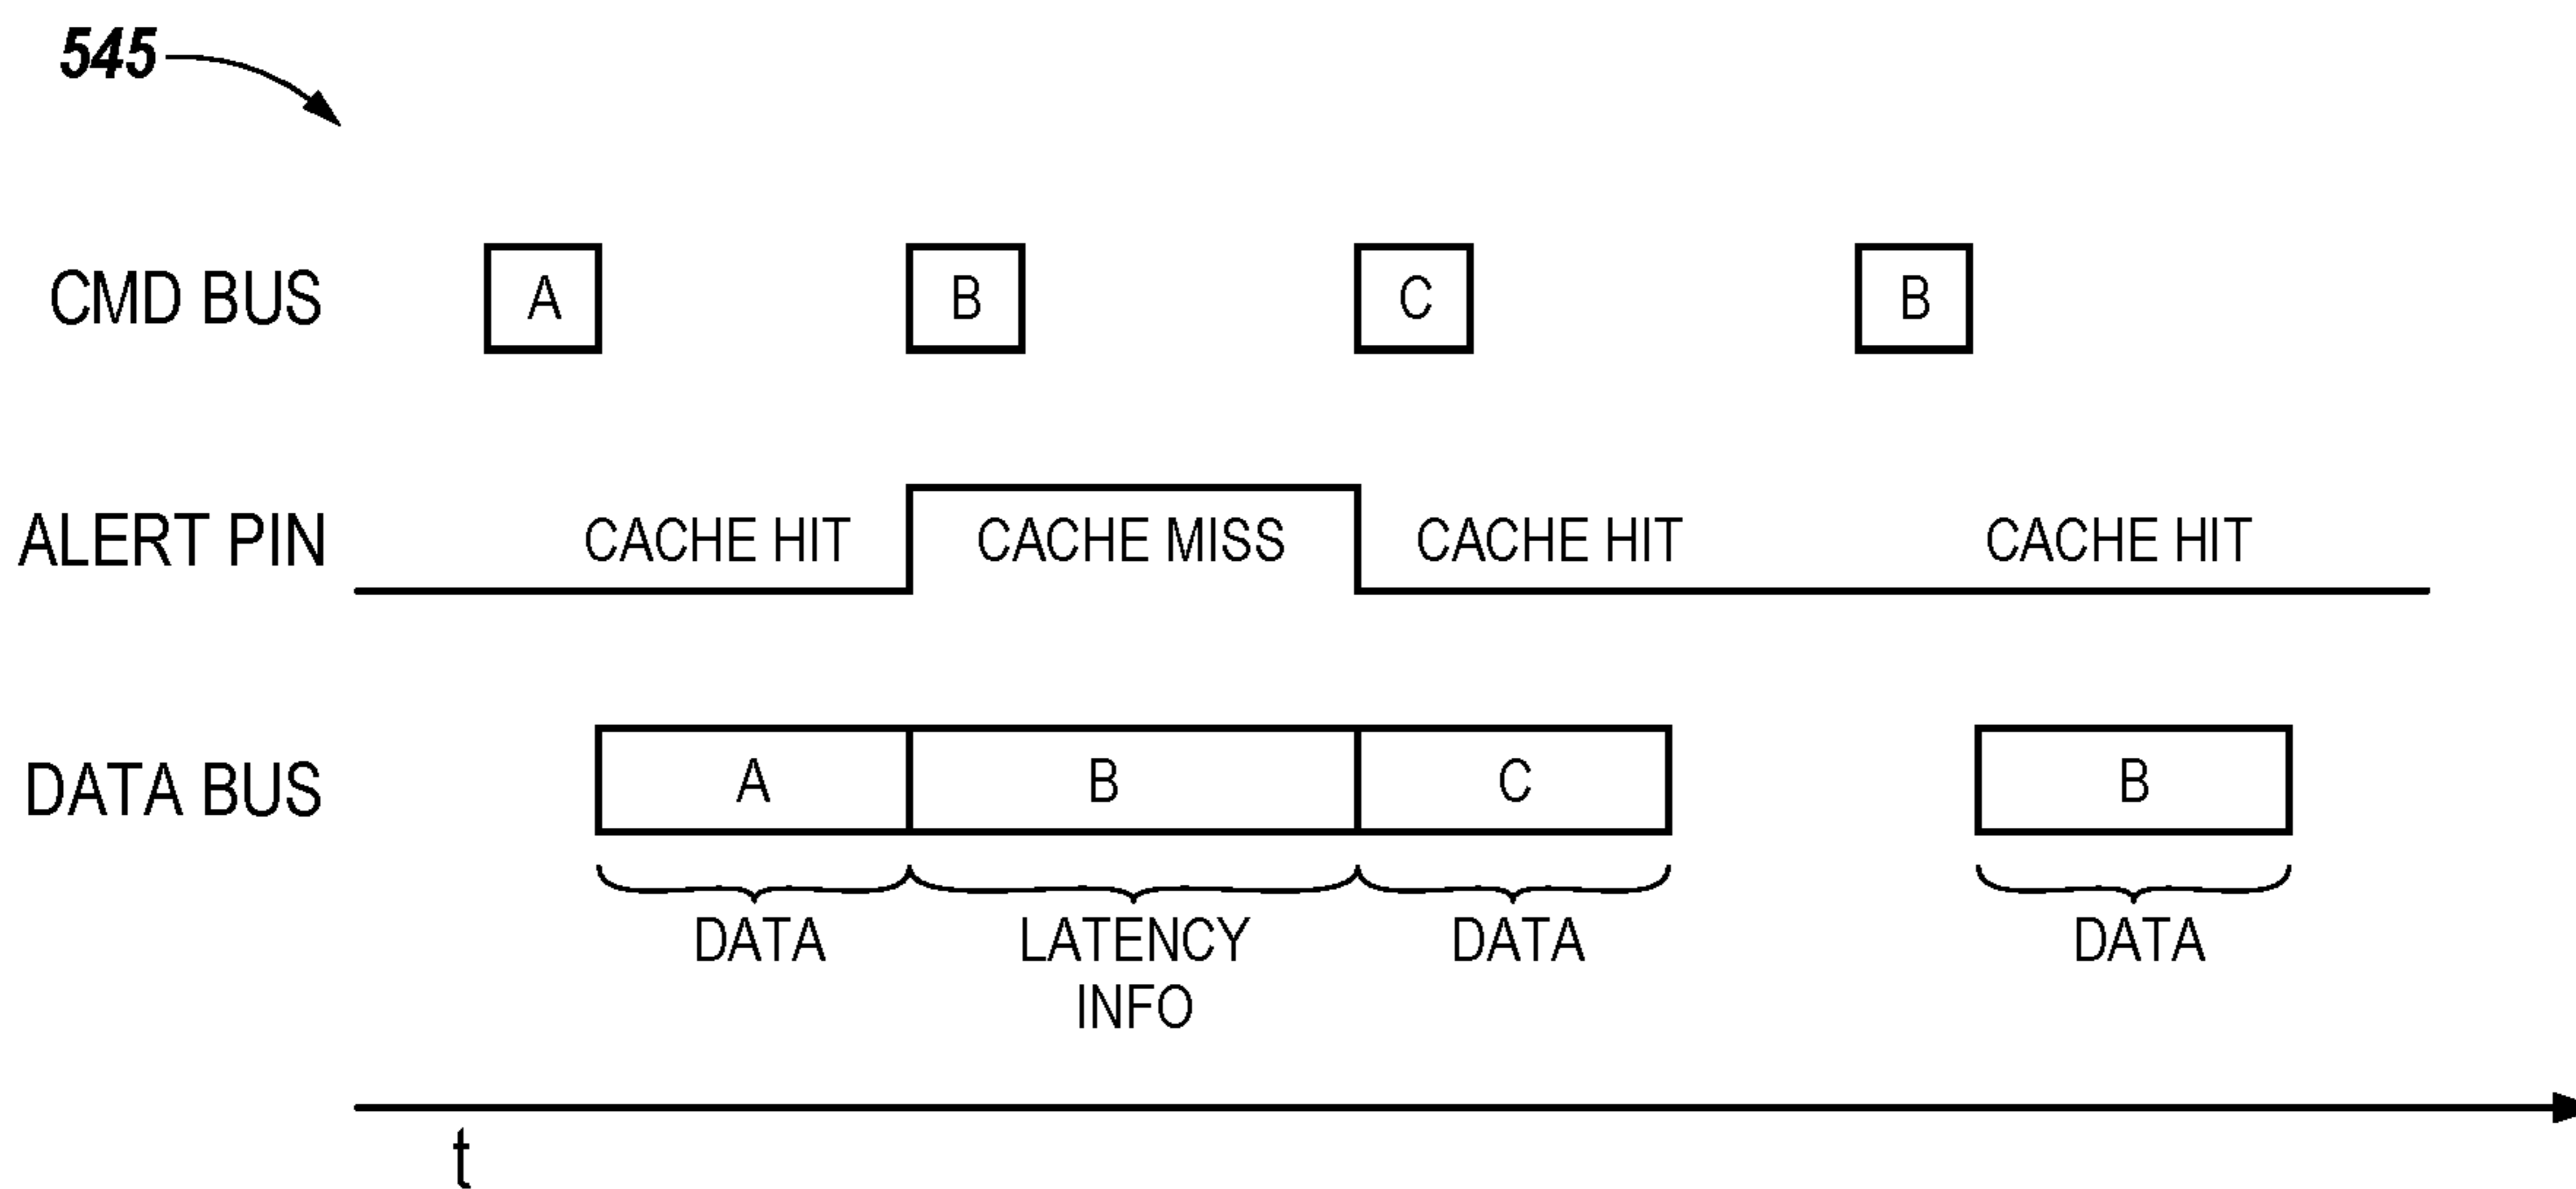 545
CMD BUS A B C B
ALERT PIN CACHE HIT CACHE MISS CACHE HIT CACHE HIT
DATA BUS A B C B
DATA LATENCY DATA DATA
INFO
t